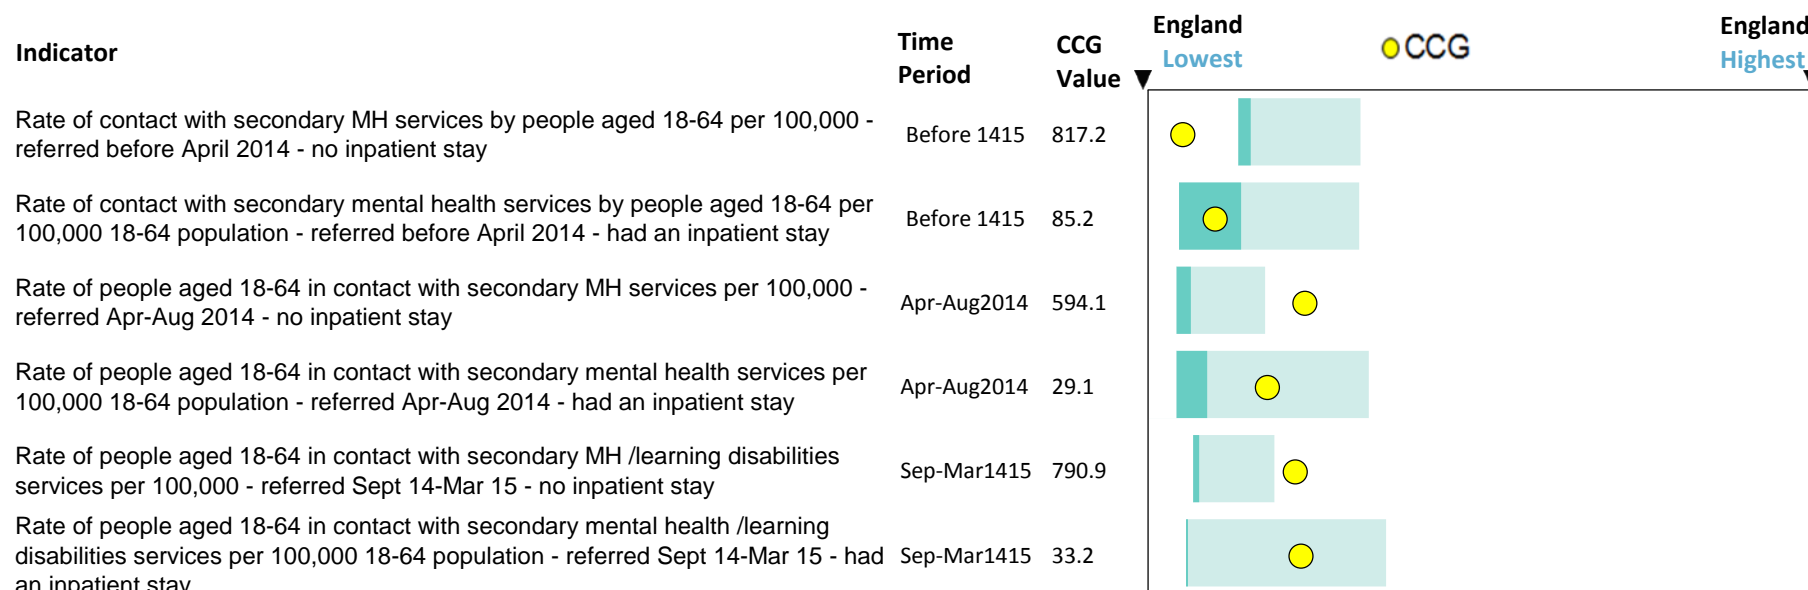 Indicator
Time
Period
CCG
Value
England
Lowest
CCG
England
Highest
Rate of contact with secondary MH services by people aged 18-64 per 100,000 -
referred before April 2014 - no inpatient stay
Before 1415
817.2
Rate of contact with secondary mental health services by people aged 18-64 per
100,000 18-64 population - referred before April 2014 - had an inpatient stay
Before 1415
85.2
Rate of people aged 18-64 in contact with secondary MH services per 100,000 -
referred Apr-Aug 2014 - no inpatient stay
Apr-Aug2014
594.1
Rate of people aged 18-64 in contact with secondary mental health services per
100,000 18-64 population - referred Apr-Aug 2014 - had an inpatient stay
Apr-Aug2014
29.1
Rate of people aged 18-64 in contact with secondary MH /learning disabilities
services per 100,000 - referred Sept 14-Mar 15 - no inpatient stay
Sep-Mar1415
790.9
Rate of people aged 18-64 in contact with secondary mental health /learning
disabilities services per 100,000 18-64 population - referred Sept 14-Mar 15 - had
an inpatient stay
Sep-Mar1415
33.2